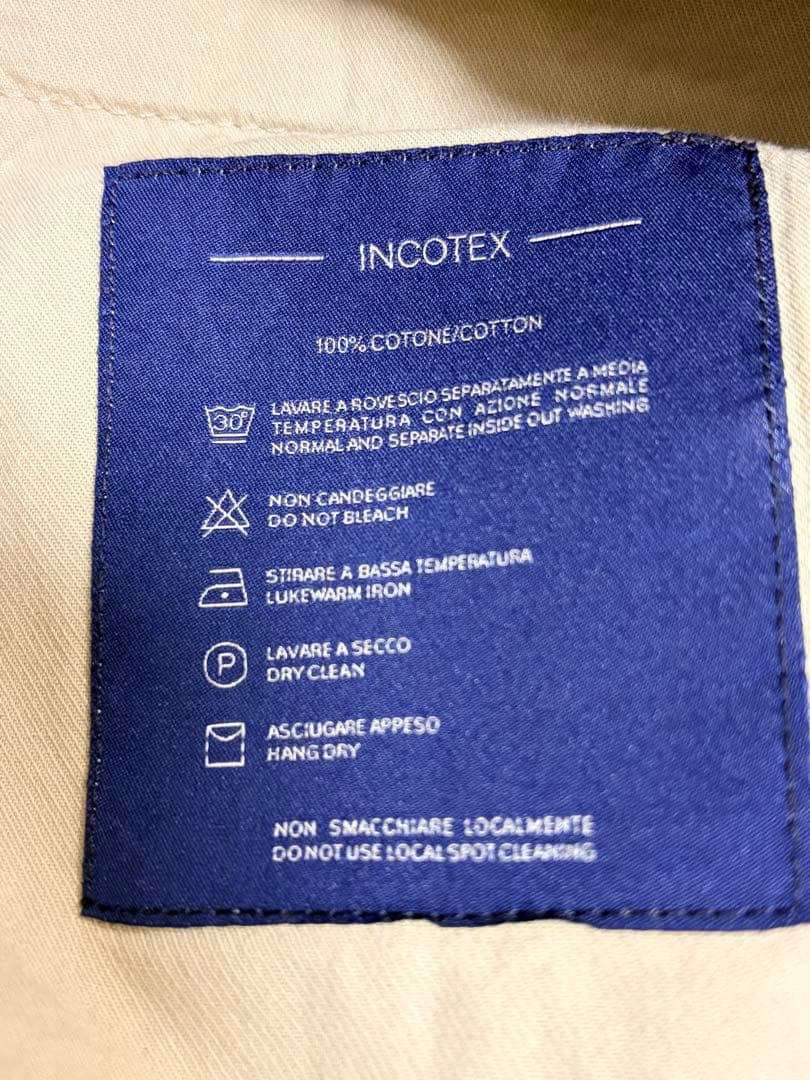 INCOTEX
100% COTONE/COTTON
30°
LAVARE A ROVESCIO SEPARATAMENTE A MEDIA
TEMPERATURA CON AZIONE NORMALE
NORMAL AND SEPARATE INSIDE OUT WASHING
NON CANDEGGIARE
DO NOT BLEACH
STIRARE A BASSA TEMPERATURA
LUKEWARM IRON
P
LAVARE A SECCO
DRY CLEAN
ASCIUGARE APPESO
HANG DRY
NON SMACCHIARE LOCALMENTE
DO NOT USE LOCAL SPOT CLEANING